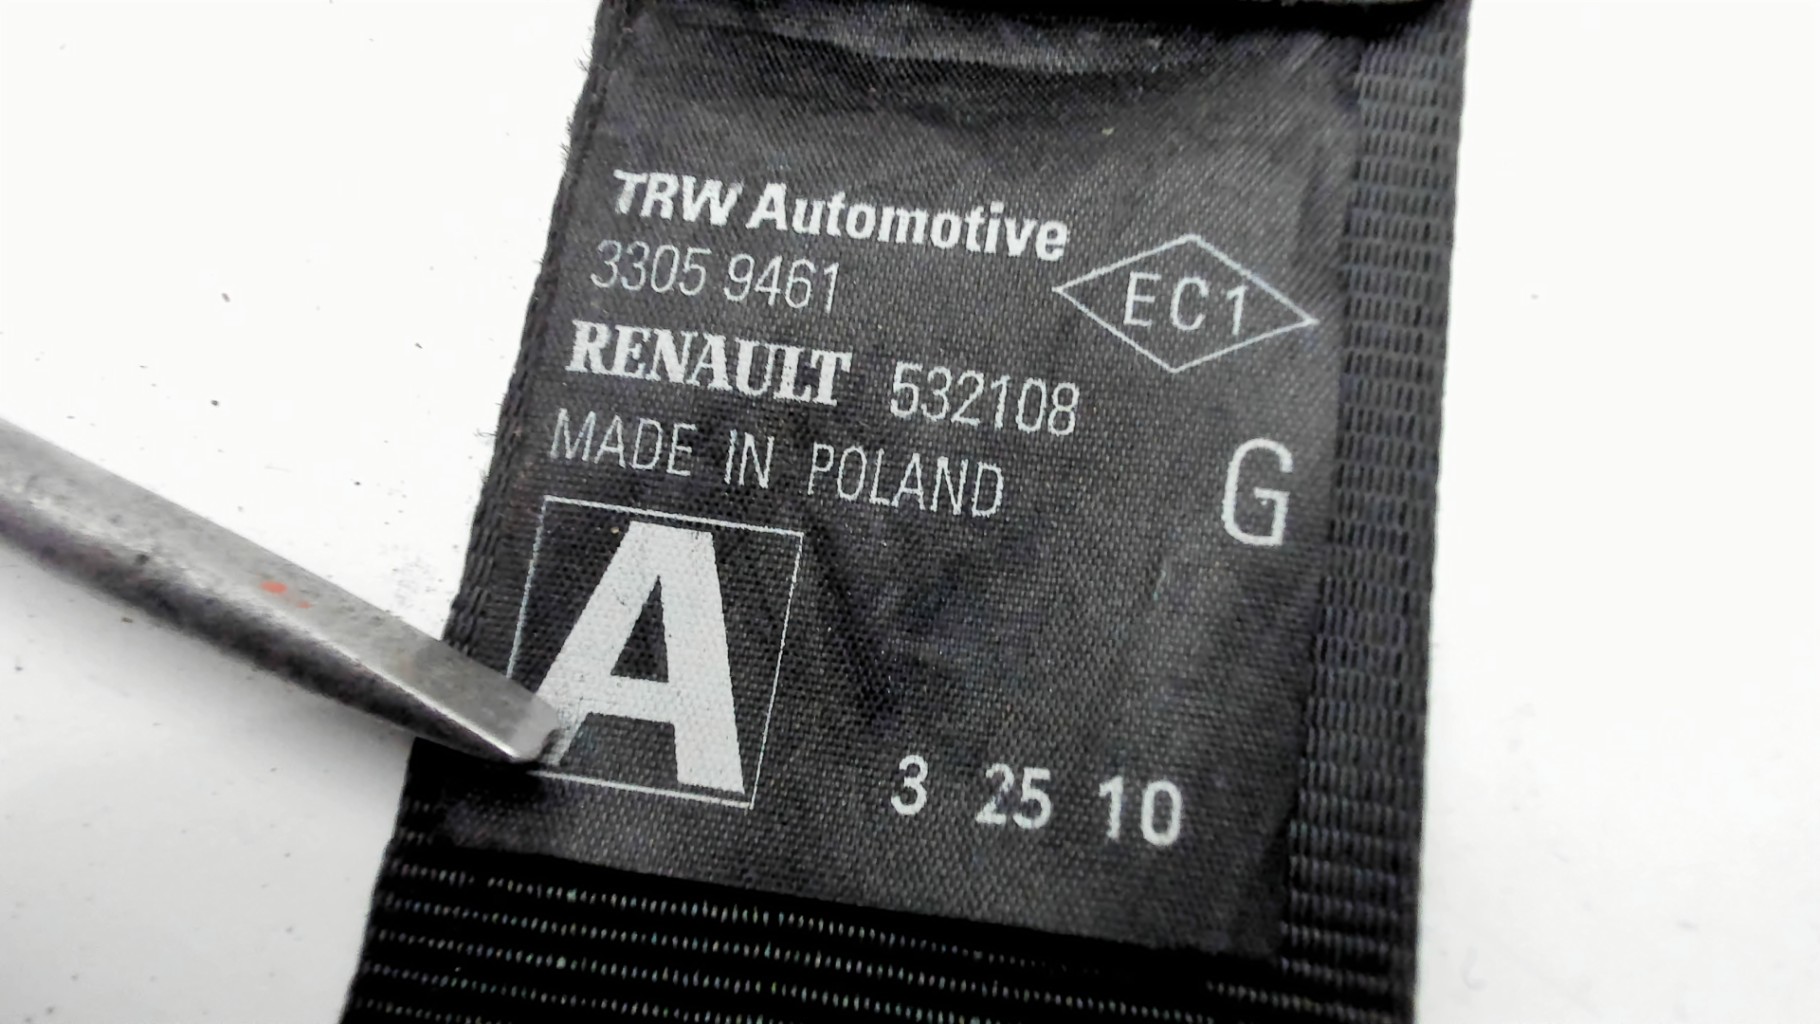 TRW Automotive
3305 9461
EC1
RENAULT 532108
MADE IN POLAND
G
A
3 25 10